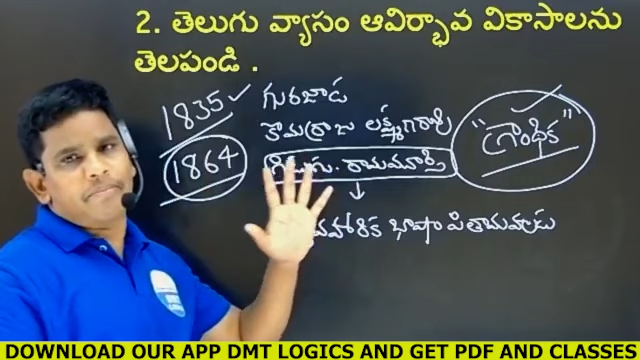 2. తెలుగు వ్యాసం ఆవిర్భావ వికాసాలను
తెలపండి .
1835 గురజాడ
కొమర్రాజు లక్ష్మణరావు
1864 గిడుగు. రామమూర్తి
"గ్రాంథిక"
భాషా పితామహుడు
DOWNLOAD OUR APP DMT LOGICS AND GET PDF AND CLASSES